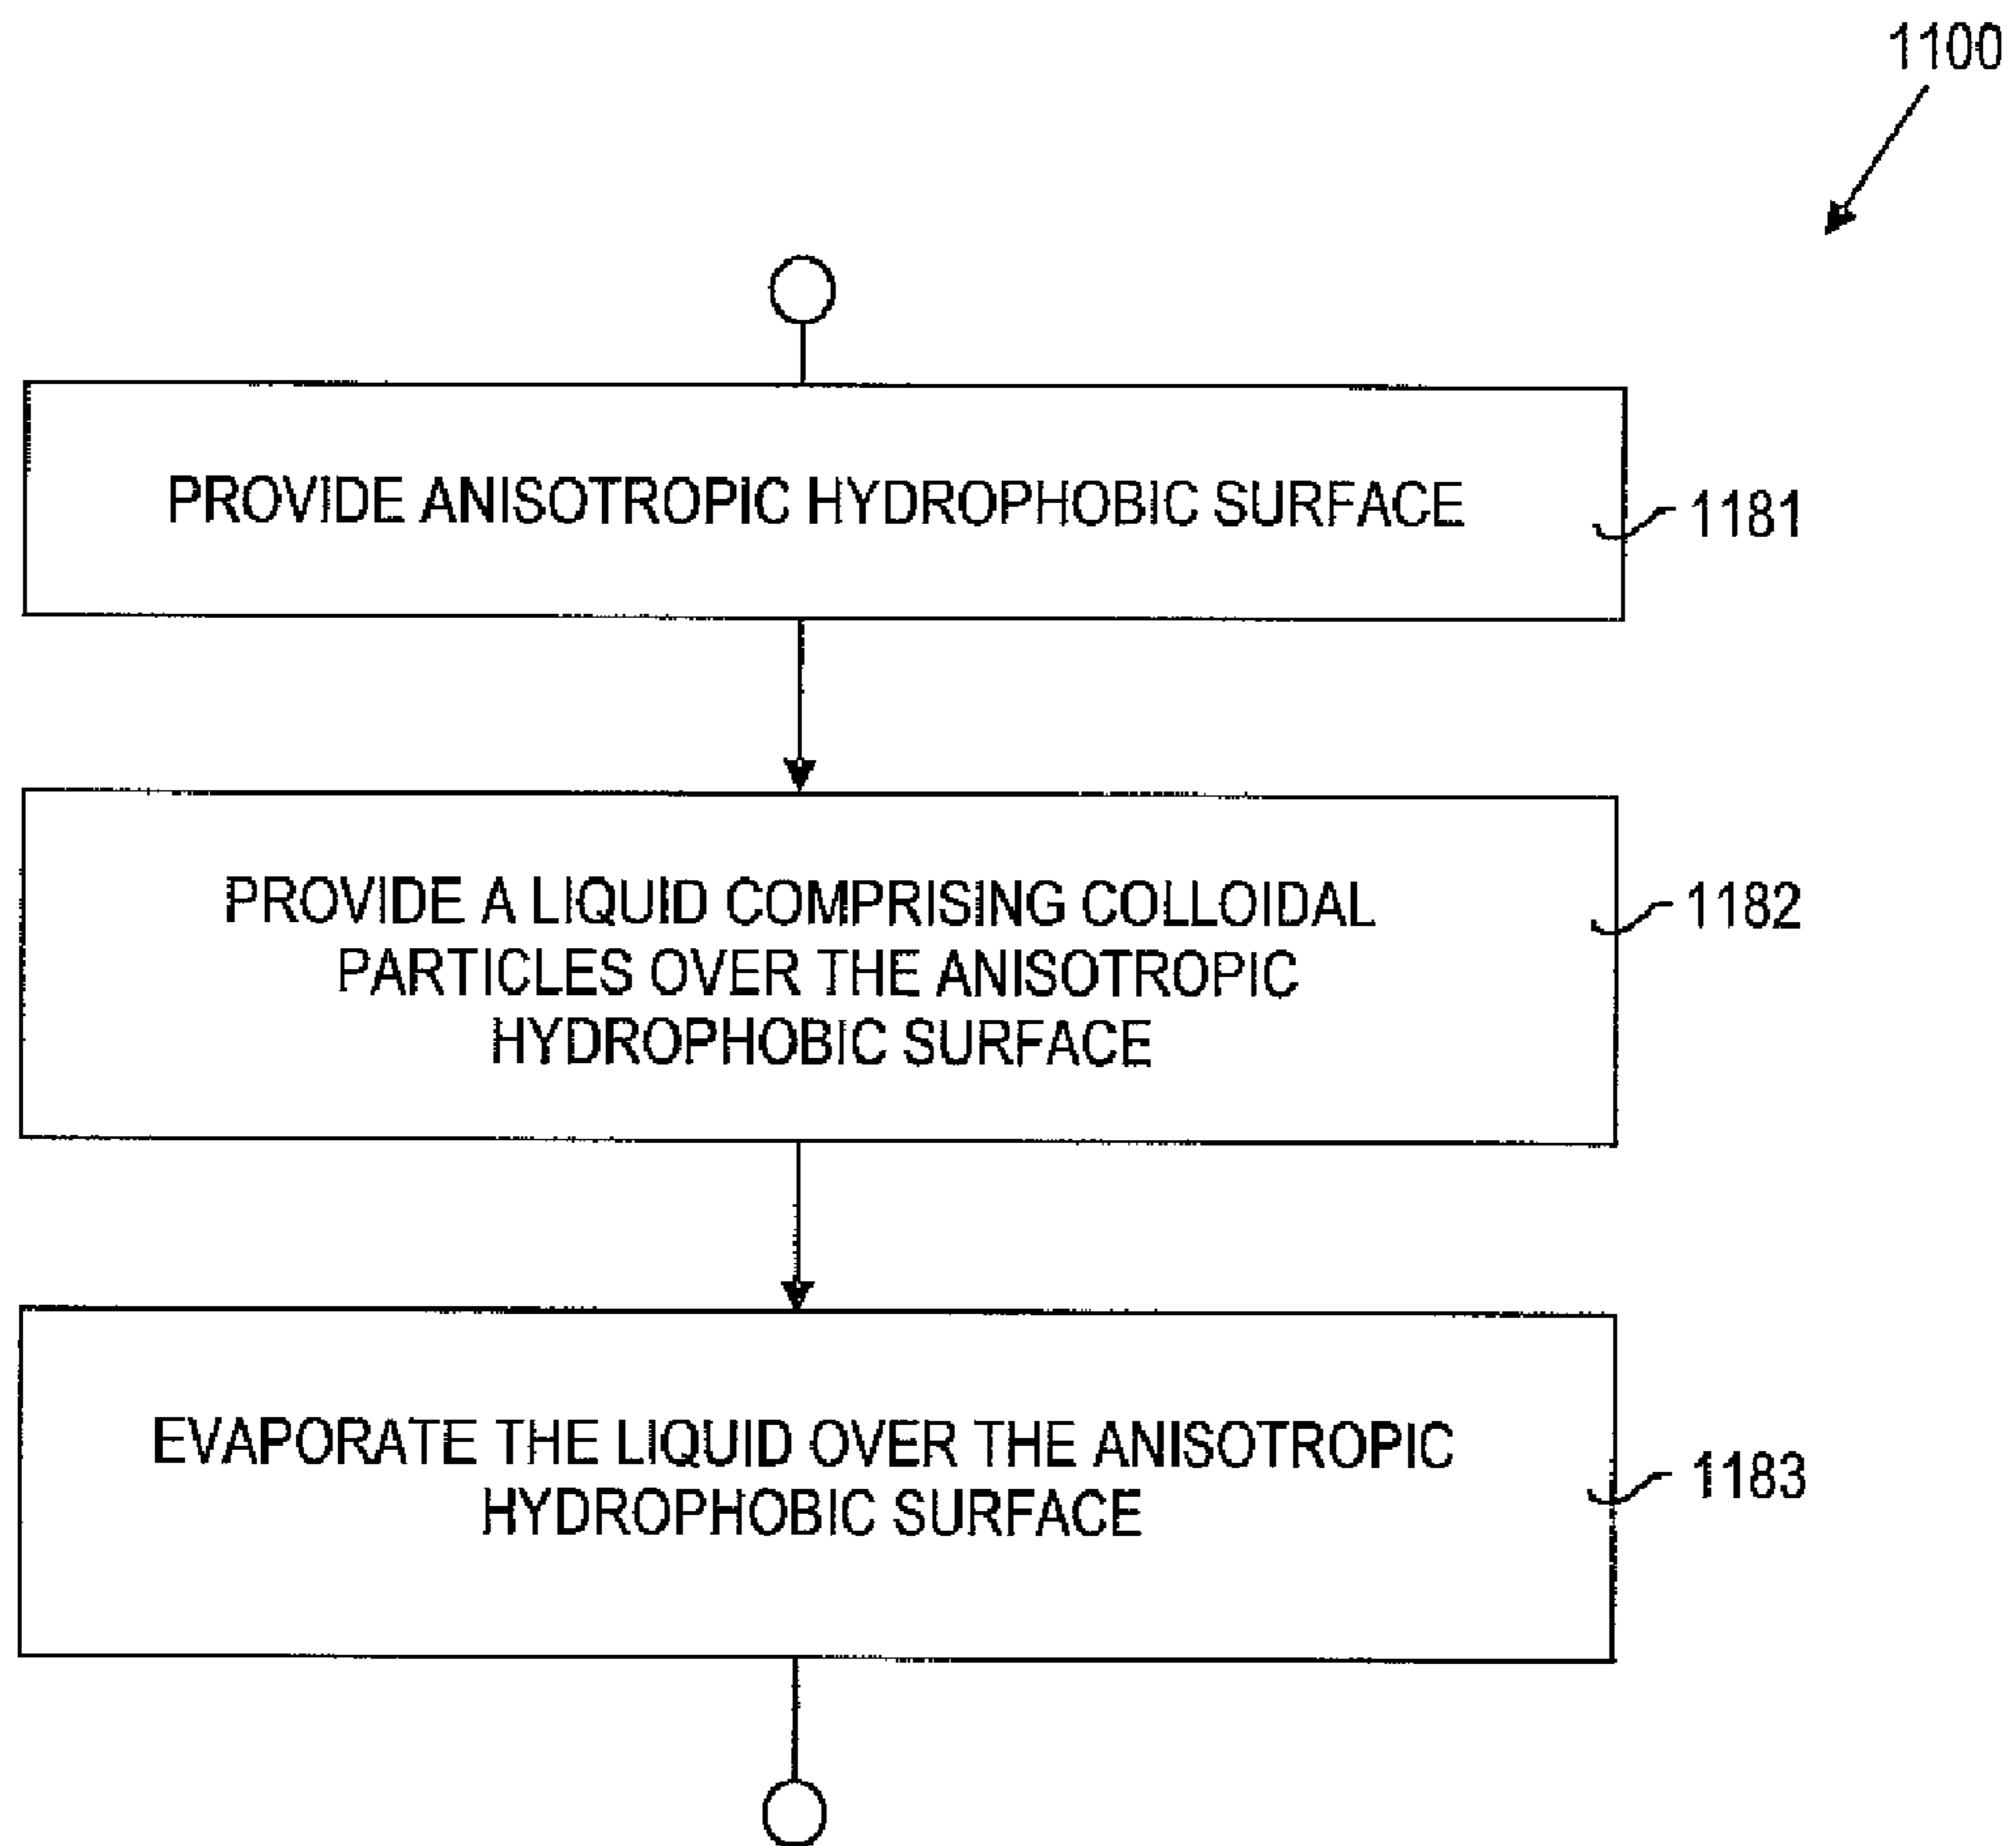 1100
PROVIDE ANISOTROPIC HYDROPHOBIC SURFACE
1181
PROVIDE A LIQUID COMPRISING COLLOIDAL
PARTICLES OVER THE ANISOTROPIC
HYDROPHOBIC SURFACE
1182
EVAPORATE THE LIQUID OVER THE ANISOTROPIC
HYDROPHOBIC SURFACE
1183